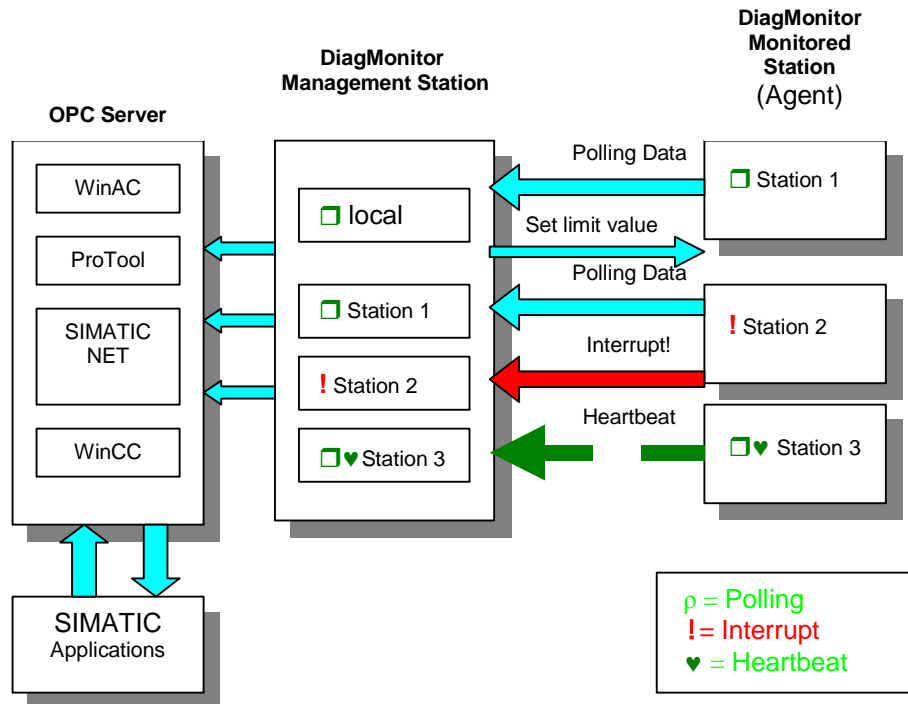 DiagMonitor
Monitored
Station
(Agent)
DiagMonitor
Management Station
OPC Server
WinAC
ProTool
SIMATIC
NET
WinCC
❒ local
❒ Station 1
! Station 2
❒♥ Station 3
Polling Data
Set limit value
Polling Data
Interrupt!
Heartbeat
❒ Station 1
! Station 2
❒♥ Station 3
SIMATIC
Applications
ρ = Polling
! = Interrupt
♥ = Heartbeat